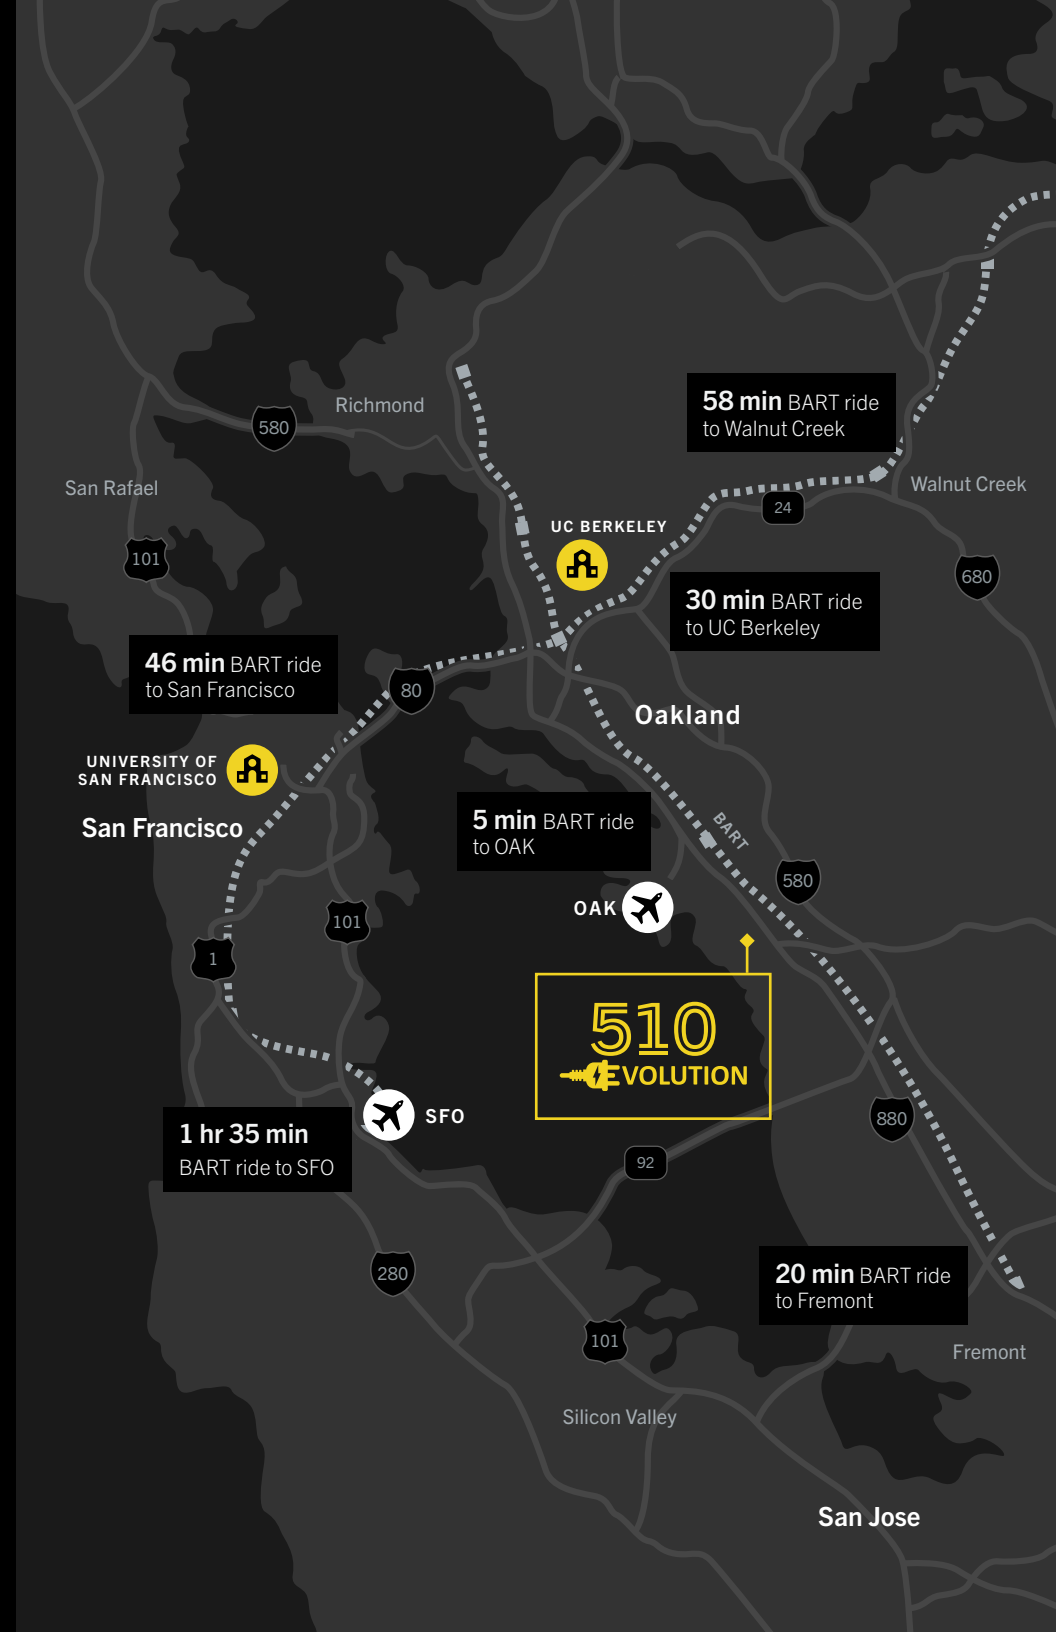 58 min BART ride
to Walnut Creek
Richmond
580
San Rafael
Walnut Creek
24
UC BERKELEY
101
680
30 min BART ride
to UC Berkeley
46 min BART ride
to San Francisco
80
Oakland
UNIVERSITY OF
SAN FRANCISCO
San Francisco
5 min BART ride
to OAK
BART
580
OAK
101
1
510
EVOLUTION
SFO
880
1 hr 35 min
BART ride to SFO
92
280
20 min BART ride
to Fremont
101
Fremont
Silicon Valley
San Jose